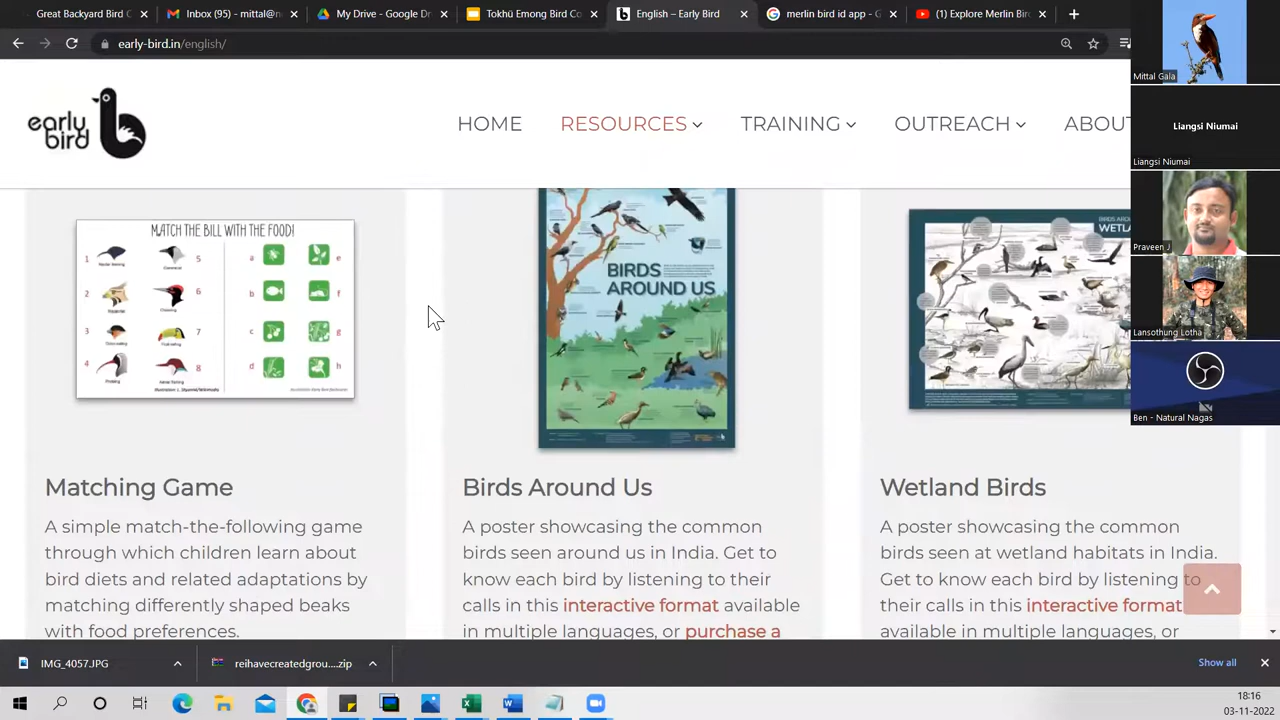 Great Backyard Bird C
Inbox (95) - mittal@n
My Drive - Google Dr
Tokhü Emong Bird Co
English – Early Bird
merlin bird id app - G
(1) Explore Merlin Bir
early-bird.in/english/
early bird
HOME
RESOURCES
TRAINING
OUTREACH
ABOUT
Mittal Gala
Liangsi Niumai
Liangsi Niumai
Praveen J
Lansothung Lotha
Ben - Natural Nagas
MATCH THE BILL WITH THE FOOD!
1
5
a
e
2
6
b
f
3
7
c
g
4
8
d
h
BIRDS
AROUND US
Matching Game
A simple match-the-following game
through which children learn about
bird diets and related adaptations by
matching differently shaped beaks
with food preferences.
Birds Around Us
A poster showcasing the common
birds seen around us in India. Get to
know each bird by listening to their
calls in this interactive format available
in multiple languages, or purchase a
Wetland Birds
A poster showcasing the common
birds seen at wetland habitats in India.
Get to know each bird by listening to
their calls in this interactive format
available in multiple languages, or
IMG_4057.JPG
reihavecreatedgrou....zip
Show all
18:16
03-11-2022